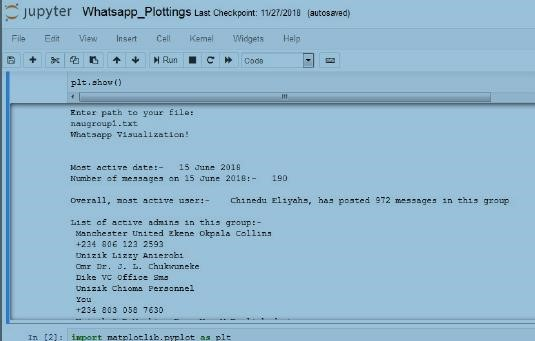 jupyter Whatsapp_Plottings Last Checkpoint: 11/27/2018 (autosaved)
File Edit View Insert Cell Kernel Widgets Help
Run Code
plt.show()
Enter path to your file:
naugroup1.txt
Whatsapp Visualization!
Most active date:- 15 June 2018
Number of messages on 15 June 2018:- 190
Overall, most active user:- Chinedu Eliyahs, has posted 972 messages in this group
List of active admins in this group:-
Manchester United Ekene Okpala Collins
+234 806 123 2593
Unizik Lizzy Anierobi
Omr Dr. J. L. Chukwuneke
Dike VC Office Sms
Unizik Chioma Personnel
You
+234 803 058 7630
In [2]: import matplotlib.pyplot as plt